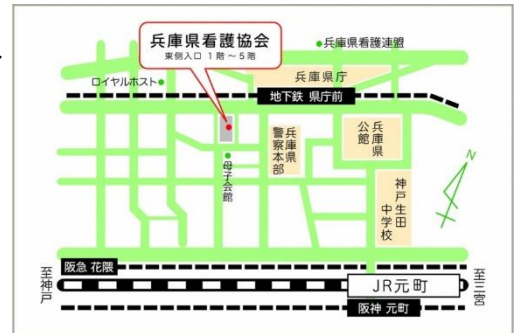 兵庫県看護協会
東側入口 1階～5階
兵庫県看護連盟
ロイヤルホスト
兵庫県庁
地下鉄 県庁前
兵庫県
警察本部
兵庫県
公館
母子会館
神戸生田
中学校
N
阪急 花隈
至神戸
JR元町
至三宮
阪神 元町